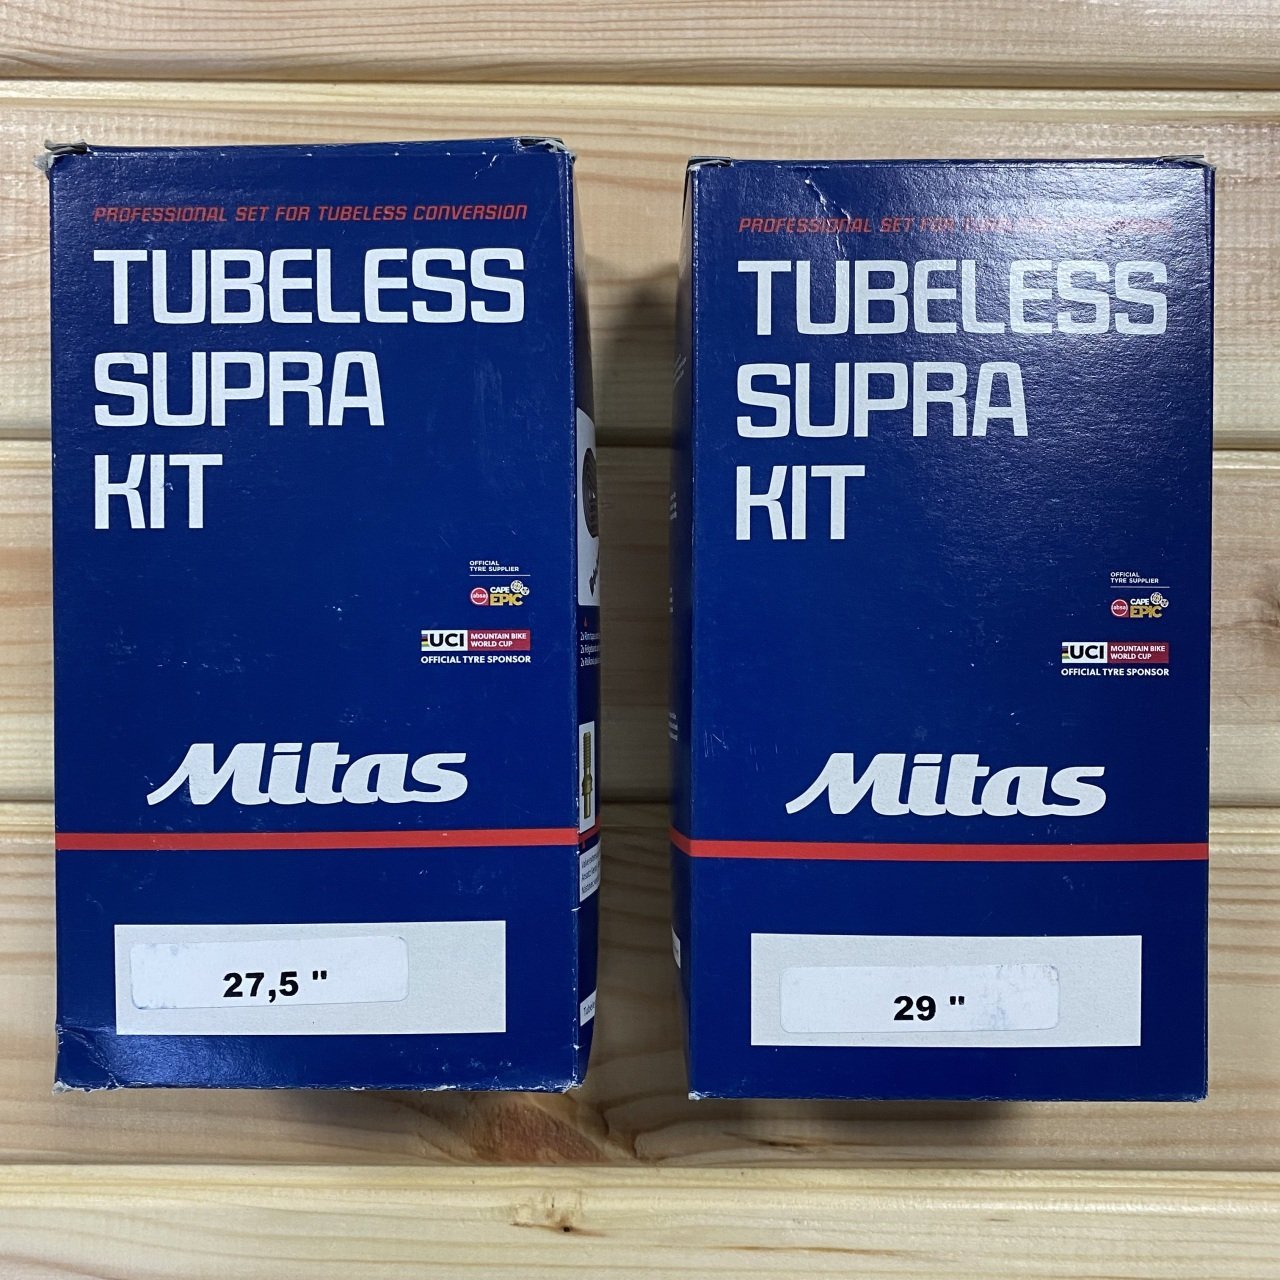 PROFESSIONAL SET FOR TUBELESS CONVERSION
TUBELESS
SUPRA
KIT
OFFICIAL
TYRE SUPPLIER
absa
CAPE
EPIC
UCI
MOUNTAIN BIKE
WORLD CUP
OFFICIAL TYRE SPONSOR
Mitas
27,5 "
PROFESSIONAL SET FOR
TUBELESS
SUPRA
KIT
OFFICIAL
TYRE SUPPLIER
absa
CAPE
EPIC
UCI
MOUNTAIN BIKE
WORLD CUP
OFFICIAL TYRE SPONSOR
Mitas
29 "